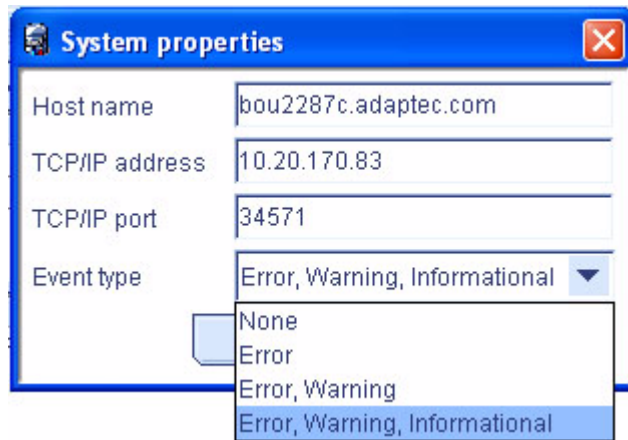 System properties
Host name bou2287c.adaptec.com
TCP/IP address 10.20.170.83
TCP/IP port 34571
Event type Error, Warning, Informational
None
Error
Error, Warning
Error, Warning, Informational